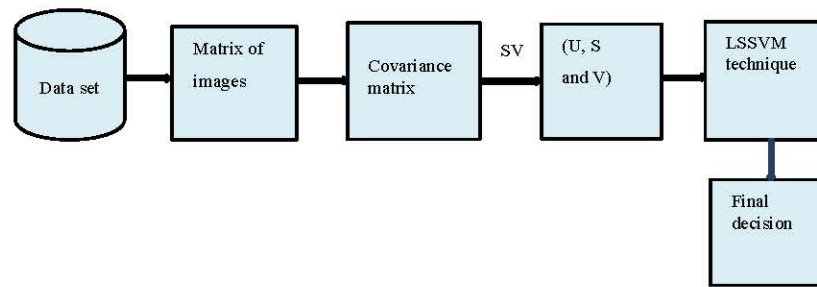 Data set
Matrix of
images
Covariance
matrix
SV
(U, S
and V)
LSSVM
technique
Final
decision